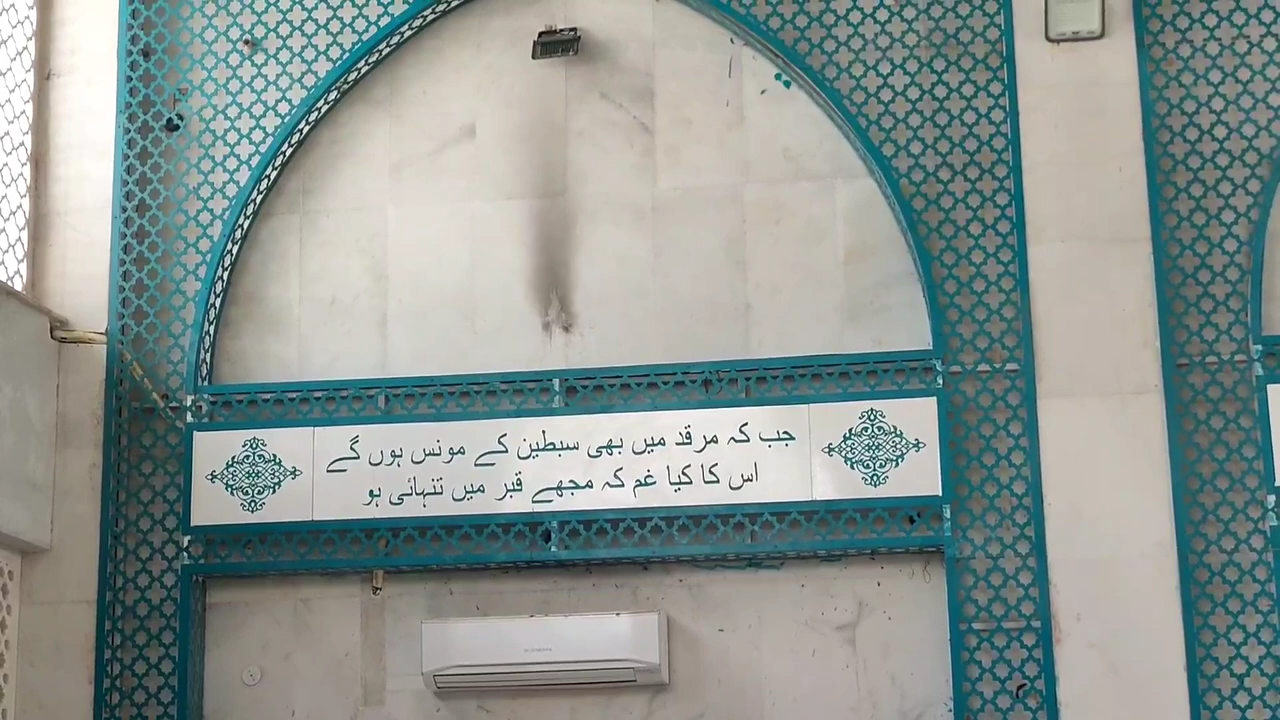 جب کہ مرقد میں بھی سبطین کے مونس ہوں گے
اس کا کیا غم کہ مجھے قبر میں تنہائی ہو